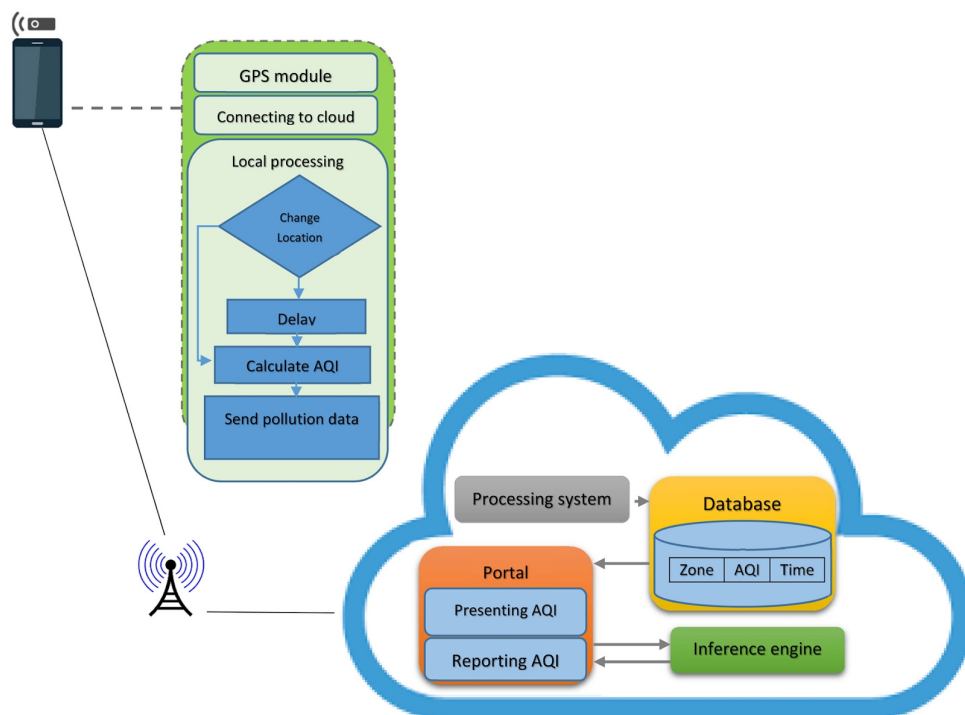 GPS module
Connecting to cloud
Local processing
Change
Location
Delay
Calculate AQI
Send pollution data
Processing system
Database
Zone AQI Time
Portal
Presenting AQI
Reporting AQI
Inference engine